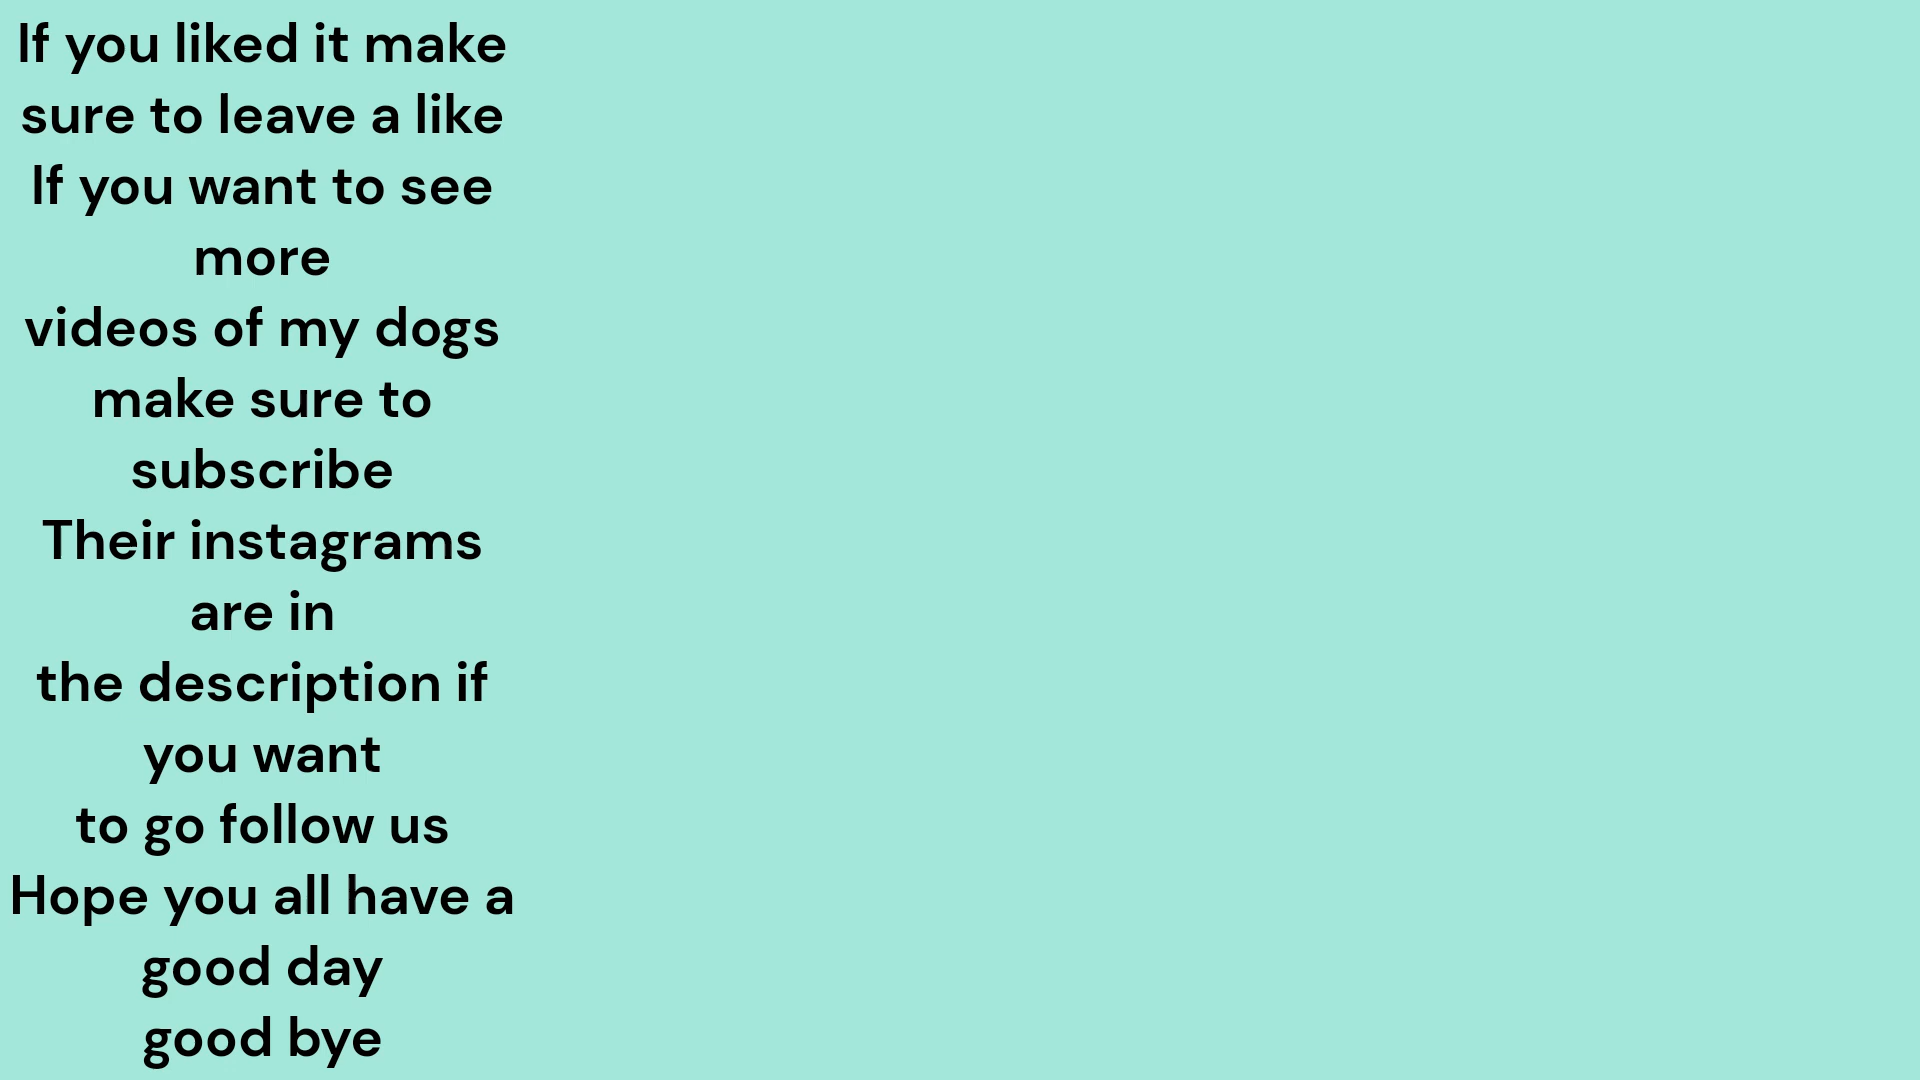 If you liked it make
sure to leave a like
If you want to see
more
videos of my dogs
make sure to
subscribe
Their instagrams
are in
the description if
you want
to go follow us
Hope you all have a
good day
good bye